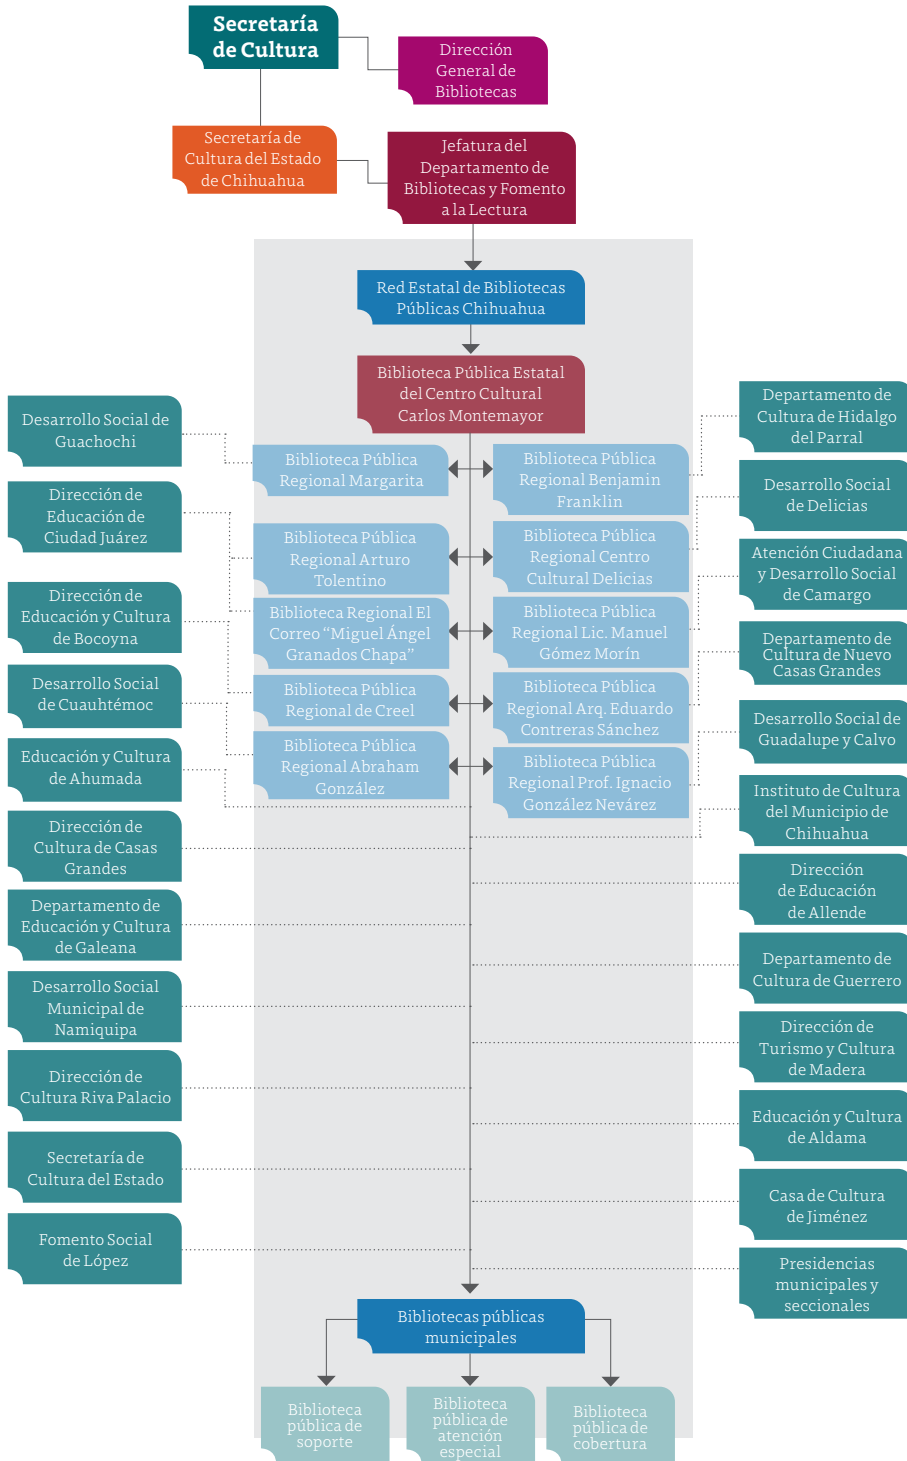 Secretaría
de Cultura
Dirección
General de
Bibliotecas
Secretaría de
Cultura del Estado
de Chihuahua
Jefatura del
Departamento de
Bibliotecas y Fomento
a la Lectura
Red Estatal de Bibliotecas
Públicas Chihuahua
Biblioteca Pública Estatal
del Centro Cultural
Carlos Montemayor
Desarrollo Social de
Guachochi
Dirección de
Educación de
Ciudad Juárez
Dirección de
Educación y Cultura
de Bocoyna
Desarrollo Social
de Cuauhtémoc
Educación y Cultura
de Ahumada
Dirección de
Cultura de Casas
Grandes
Departamento de
Educación y Cultura
de Galeana
Desarrollo Social
Municipal de
Namiquipa
Dirección de
Cultura Riva Palacio
Secretaría de
Cultura del Estado
Fomento Social
de López
Biblioteca Pública
Regional Margarita
Biblioteca Pública
Regional Arturo
Tolentino
Biblioteca Regional El
Correo “Miguel Ángel
Granados Chapa”
Biblioteca Pública
Regional de Creel
Biblioteca Pública
Regional Abraham
González
Biblioteca Pública
Regional Benjamin
Franklin
Biblioteca Pública
Regional Centro
Cultural Delicias
Biblioteca Pública
Regional Lic. Manuel
Gómez Morín
Biblioteca Pública
Regional Arq. Eduardo
Contreras Sánchez
Biblioteca Pública
Regional Prof. Ignacio
González Nevárez
Departamento de
Cultura de Hidalgo
del Parral
Desarrollo Social
de Delicias
Atención Ciudadana
y Desarrollo Social
de Camargo
Departamento de
Cultura de Nuevo
Casas Grandes
Desarrollo Social de
Guadalupe y Calvo
Instituto de Cultura
del Municipio de
Chihuahua
Dirección
de Educación
de Allende
Departamento de
Cultura de Guerrero
Dirección de
Turismo y Cultura
de Madera
Educación y Cultura
de Aldama
Casa de Cultura
de Jiménez
Presidencias
municipales y
seccionales
Bibliotecas públicas
municipales
Biblioteca
pública de
soporte
Biblioteca
pública de
atención
especial
Biblioteca
pública de
cobertura